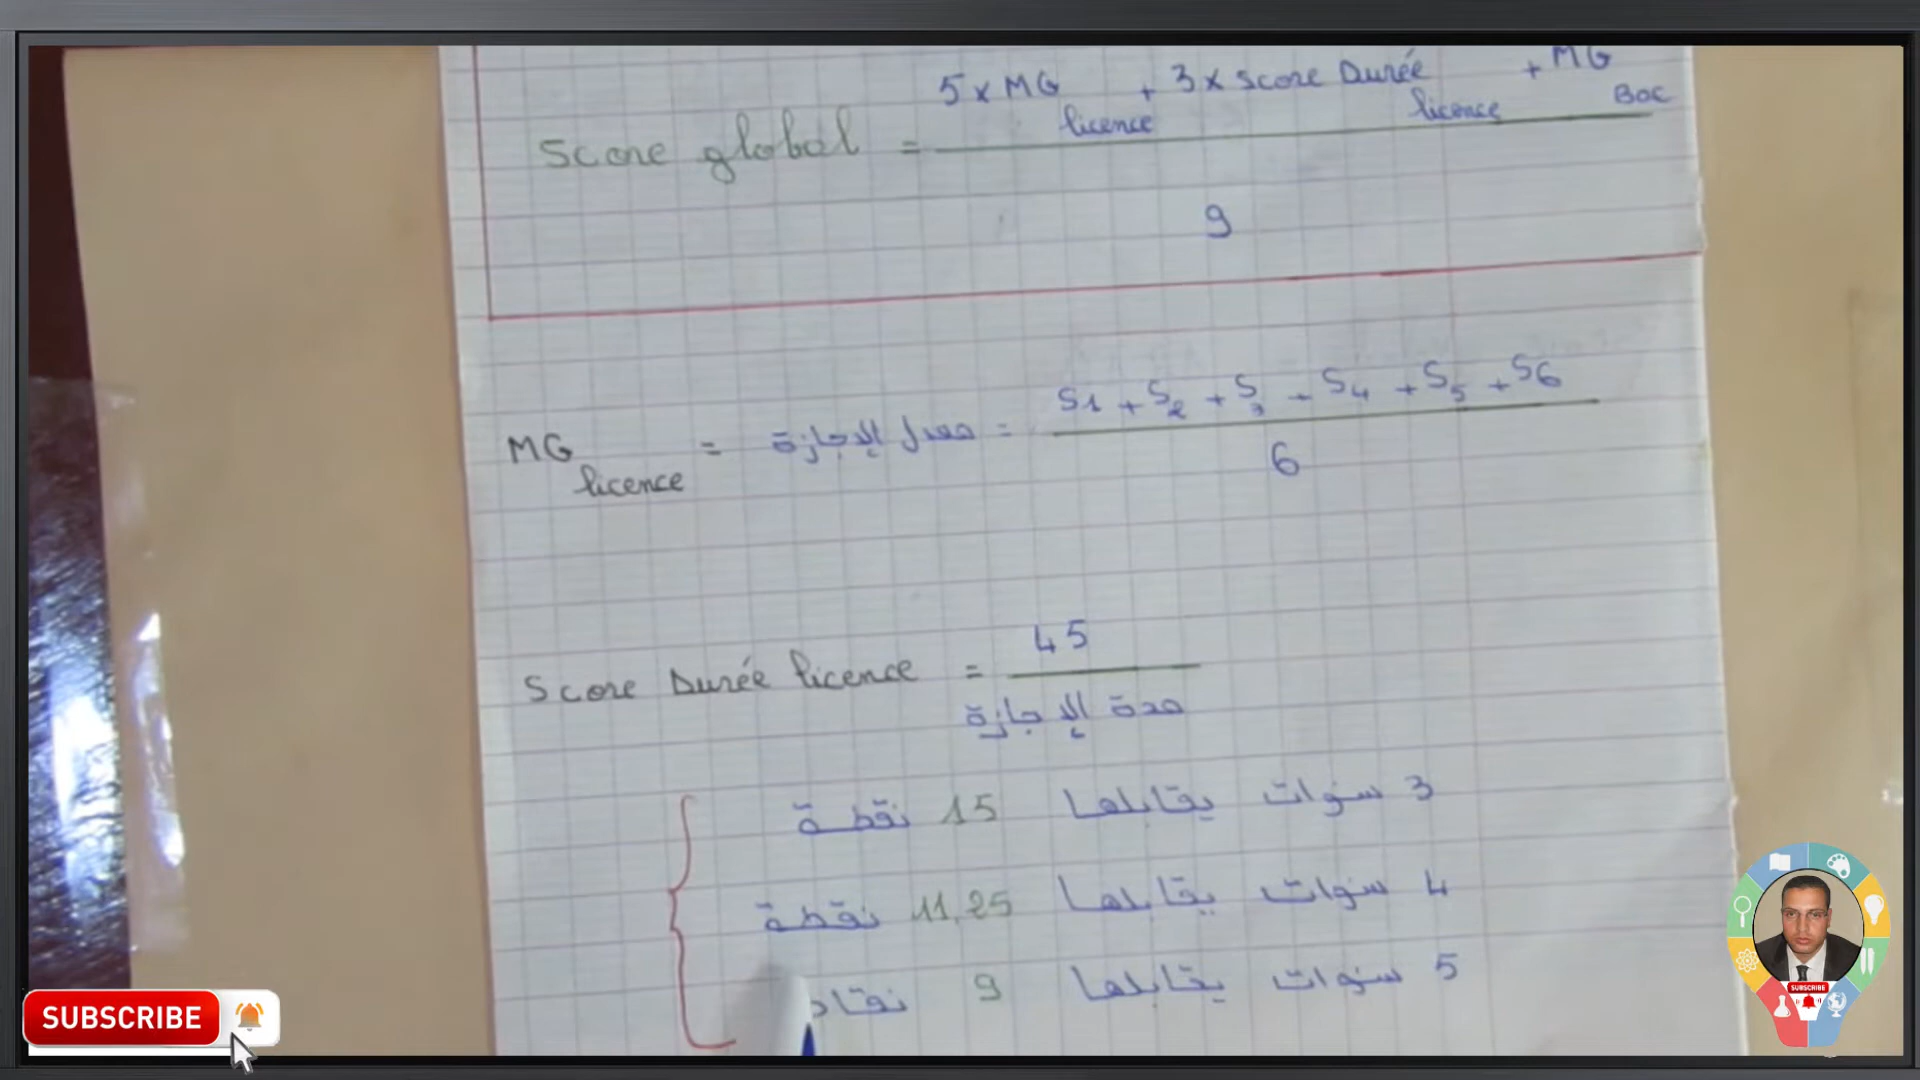 Score global = (5 x MG licence + 3 x score Durée licence + MG Bac) / 9
MG licence = معدل الإجازة = (S1 + S2 + S3 + S4 + S5 + S6) / 6
Score Durée licence = 45 / مدة الإجازة
3 سنوات يقابلها 15 نقطة
4 سنوات يقابلها 11,25 نقطة
5 سنوات يقابلها 9 نقاط
SUBSCRIBE
SUBSCRIBE